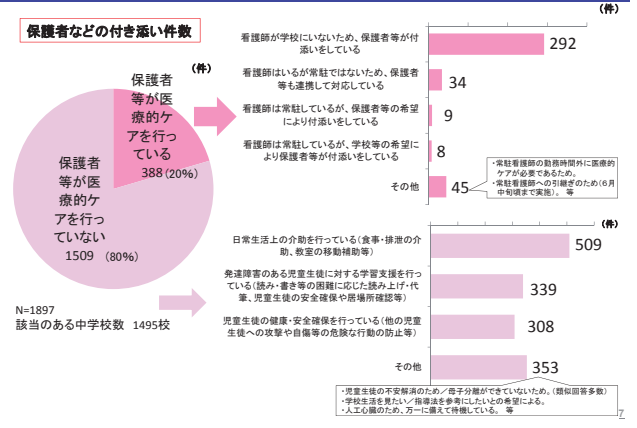 保護者などの付き添い件数
(件)
保護者
等が医
療的ケ
アを行っ
ている
388(20%)
保護者
等が医
療的ケ
アを行っ
ていない
1509 (80%)
N=1897
該当のある中学校数 1495校
(件)
看護師が学校にいないため、保護者等が付
添いをしている
292
看護師はいるが常駐ではないため、保護者
等も連携して対応している
34
看護師は常駐しているが、保護者等の希望
により付添いをしている
9
看護師は常駐しているが、学校等の希望に
より保護者等が付添いをしている
8
その他
45
・常駐看護師の勤務時間外に医療的
ケアが必要であるため。
・常駐看護師への引継ぎのため(6月
中旬頃まで実施)。 等
(件)
日常生活上の介助を行っている(食事・排泄の介
助、教室の移動補助等)
509
発達障害のある児童生徒に対する学習支援を行っ
ている(読み・書き等の困難に応じた読み上げ・代
筆、児童生徒の安全確保や居場所確認等)
339
児童生徒の健康・安全確保を行っている(他の児童
生徒への攻撃や自傷等の危険な行動の防止等)
308
その他
353
・児童生徒の不安解消のため/母子分離ができていないため。(類似回答多数)
・学校生活を見たい/指導法を参考にしたいとの希望による。
・人工心臓のため、万一に備えて待機している。 等
7